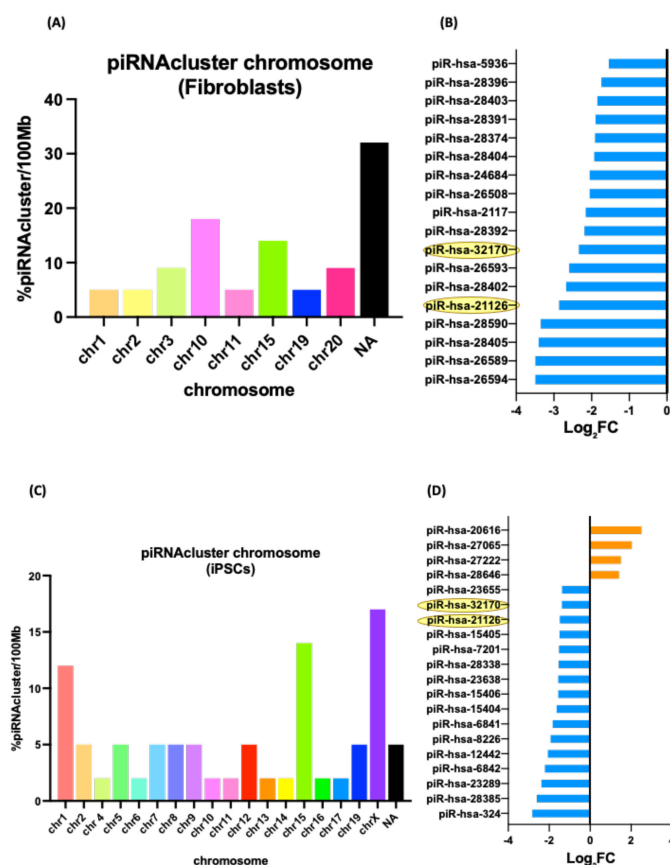 (A)
piRNAcluster chromosome
(Fibroblasts)
%piRNAcluster/100Mb
40
30
20
10
0
chr1
chr2
chr3
chr10
chr11
chr15
chr19
chr20
NA
chromosome
(B)
piR-hsa-5936
piR-hsa-28396
piR-hsa-28403
piR-hsa-28391
piR-hsa-28374
piR-hsa-28404
piR-hsa-24684
piR-hsa-26508
piR-hsa-2117
piR-hsa-28392
piR-hsa-32170
piR-hsa-26593
piR-hsa-28402
piR-hsa-21126
piR-hsa-28590
piR-hsa-28405
piR-hsa-26589
piR-hsa-26594
-4 -3 -2 -1 0
Log2FC
(C)
piRNAcluster chromosome
(iPSCs)
%piRNAcluster/100Mb
20
15
10
5
0
chr1
chr2
chr 4
chr5
chr6
chr7
chr8
chr9
chr10
chr11
chr12
chr13
chr14
chr15
chr16
chr17
chr19
chrX
NA
chromosome
(D)
piR-hsa-20616
piR-hsa-27065
piR-hsa-27222
piR-hsa-28646
piR-hsa-23655
piR-hsa-32170
piR-hsa-21126
piR-hsa-15405
piR-hsa-7201
piR-hsa-28338
piR-hsa-23638
piR-hsa-15406
piR-hsa-15404
piR-hsa-6841
piR-hsa-8226
piR-hsa-12442
piR-hsa-6842
piR-hsa-23289
piR-hsa-28385
piR-hsa-324
-4 -2 0 2 4
Log2FC